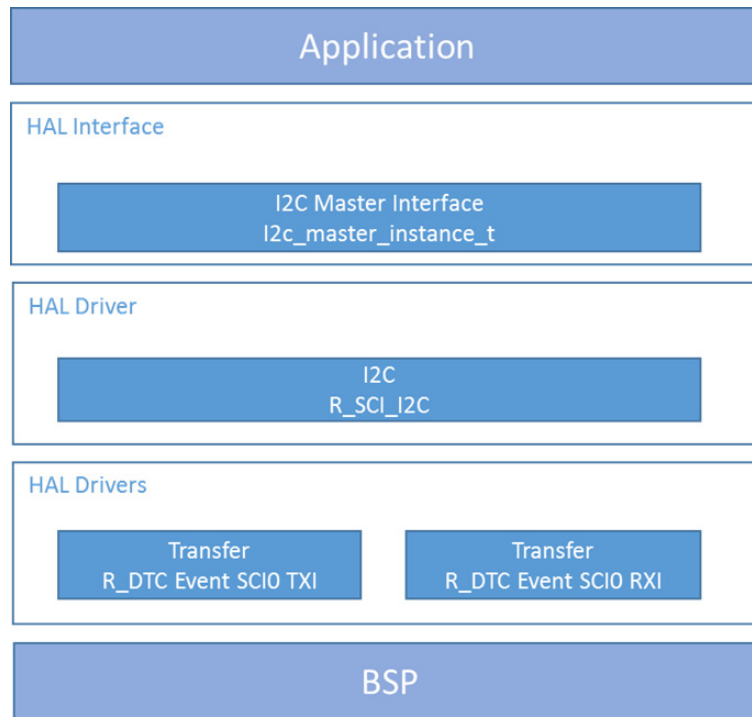 Application
HAL Interface
I2C Master Interface
I2c_master_instance_t
HAL Driver
I2C
R_SCI_I2C
HAL Drivers
Transfer
R_DTC Event SCI0 TXI
Transfer
R_DTC Event SCI0 RXI
BSP